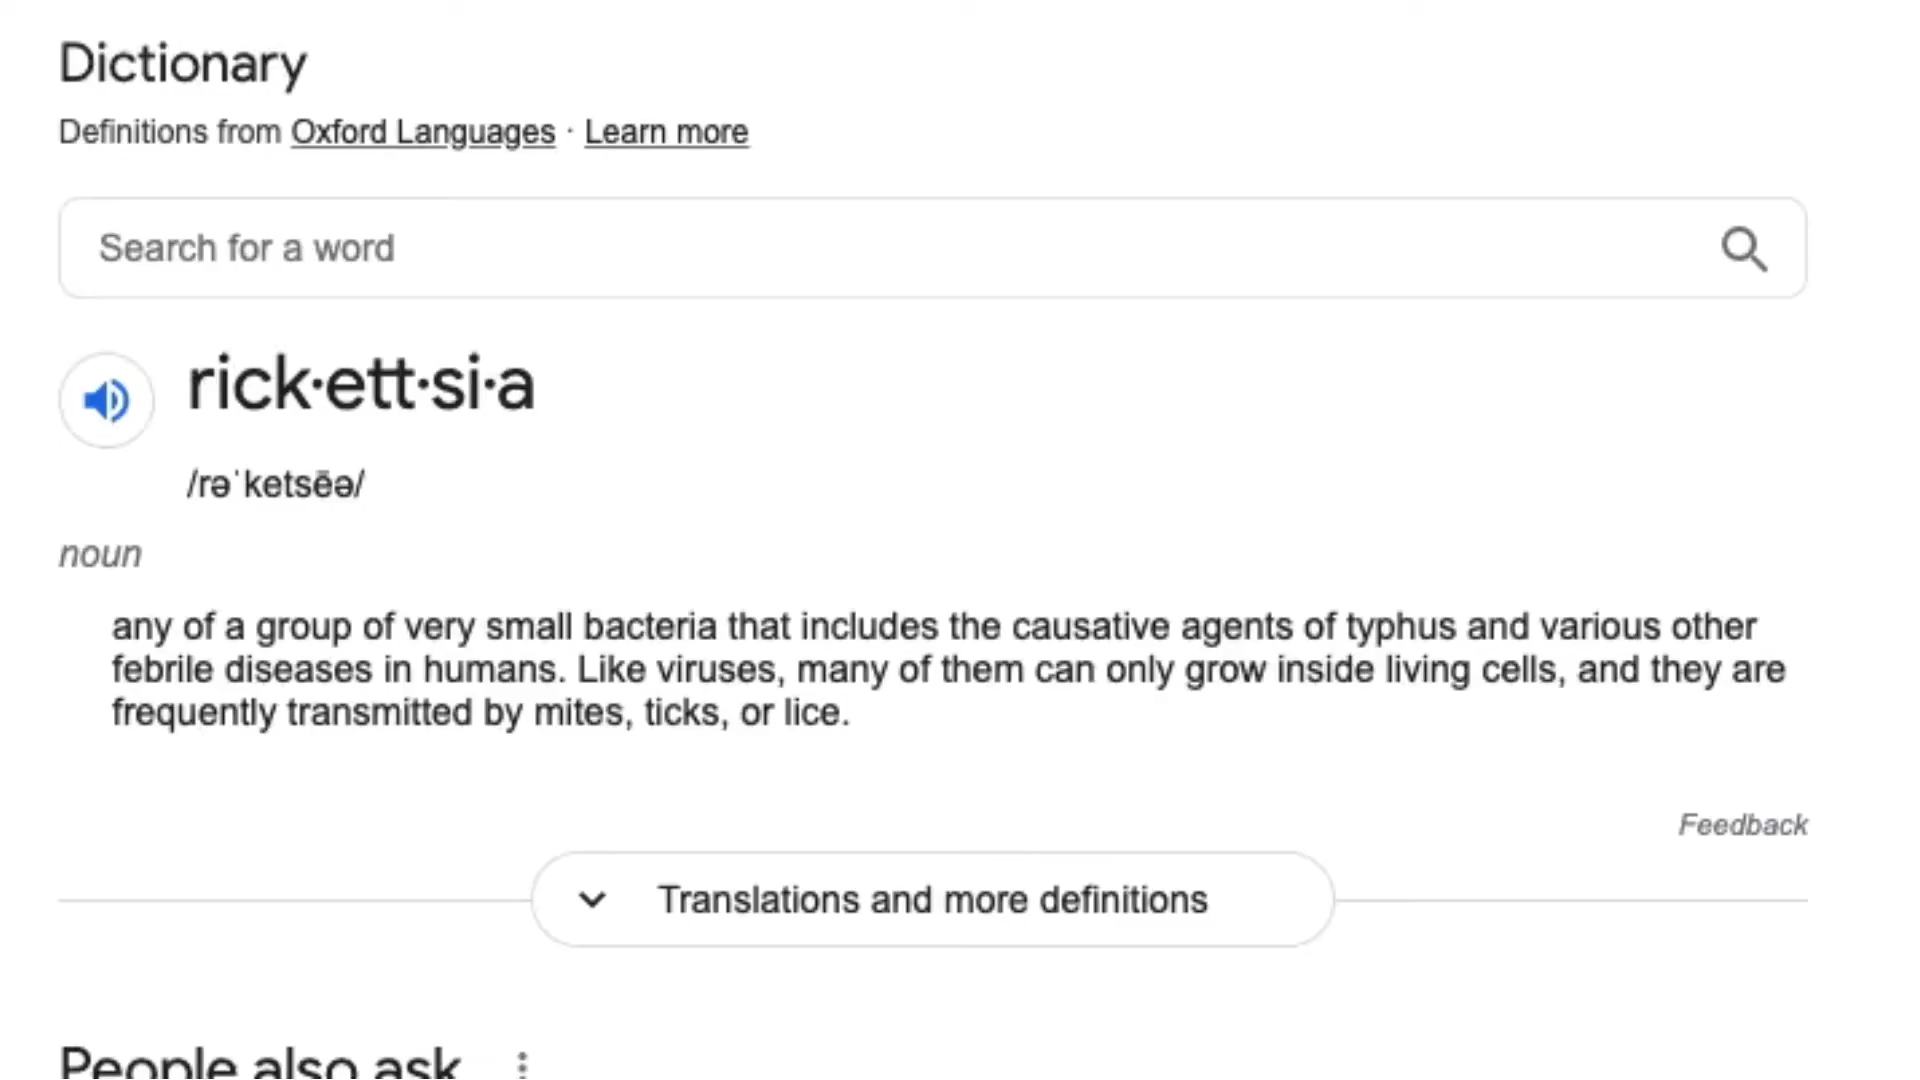 Dictionary
Definitions from Oxford Languages · Learn more
Search for a word
rick·ett·si·a
/rəˈketsēə/
noun
any of a group of very small bacteria that includes the causative agents of typhus and various other
febrile diseases in humans. Like viruses, many of them can only grow inside living cells, and they are
frequently transmitted by mites, ticks, or lice.
Feedback
Translations and more definitions
People also ask